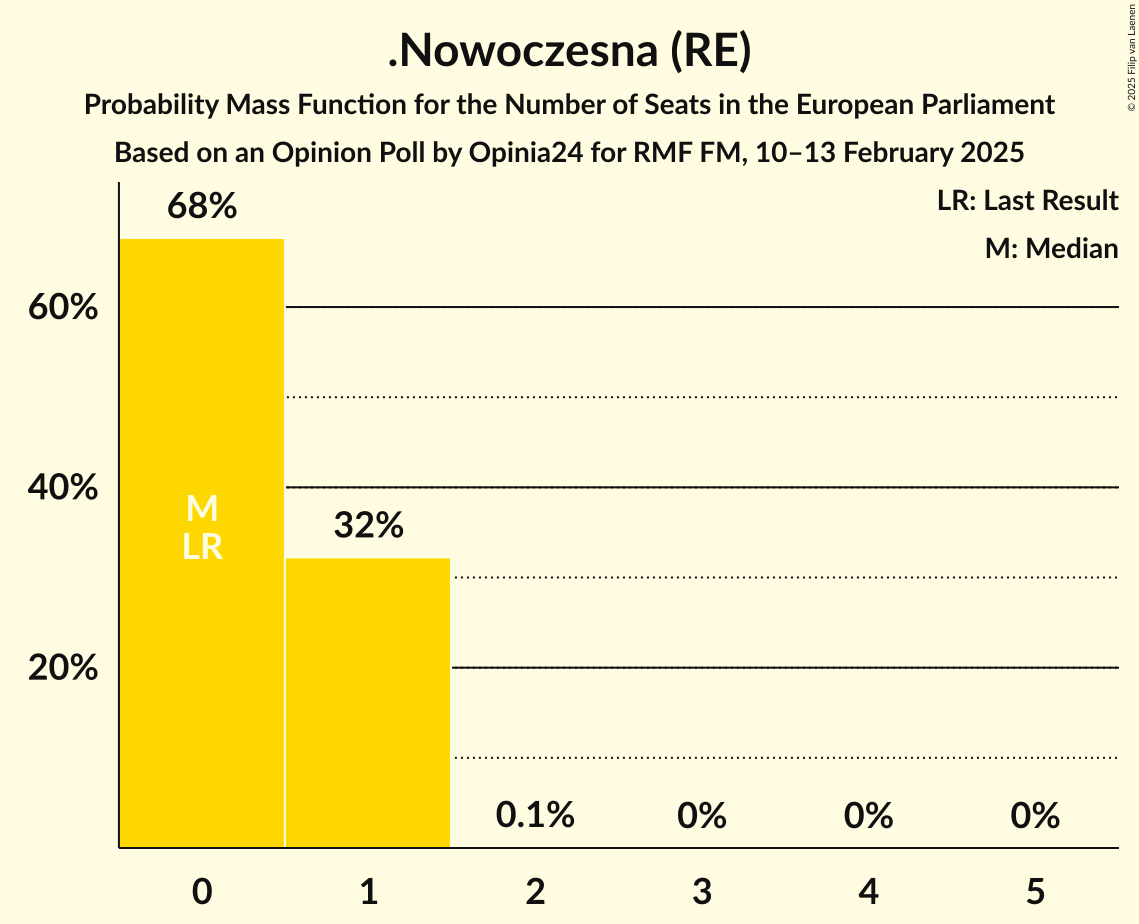 .Nowoczesna (RE)
Probability Mass Function for the Number of Seats in the European Parliament
Based on an Opinion Poll by Opinia24 for RMF FM, 10–13 February 2025
© 2025 Filip van Laenen
LR: Last Result
M: Median
68%
60%
40%
20%
M
LR
32%
0.1%
0%
0%
0%
0
1
2
3
4
5